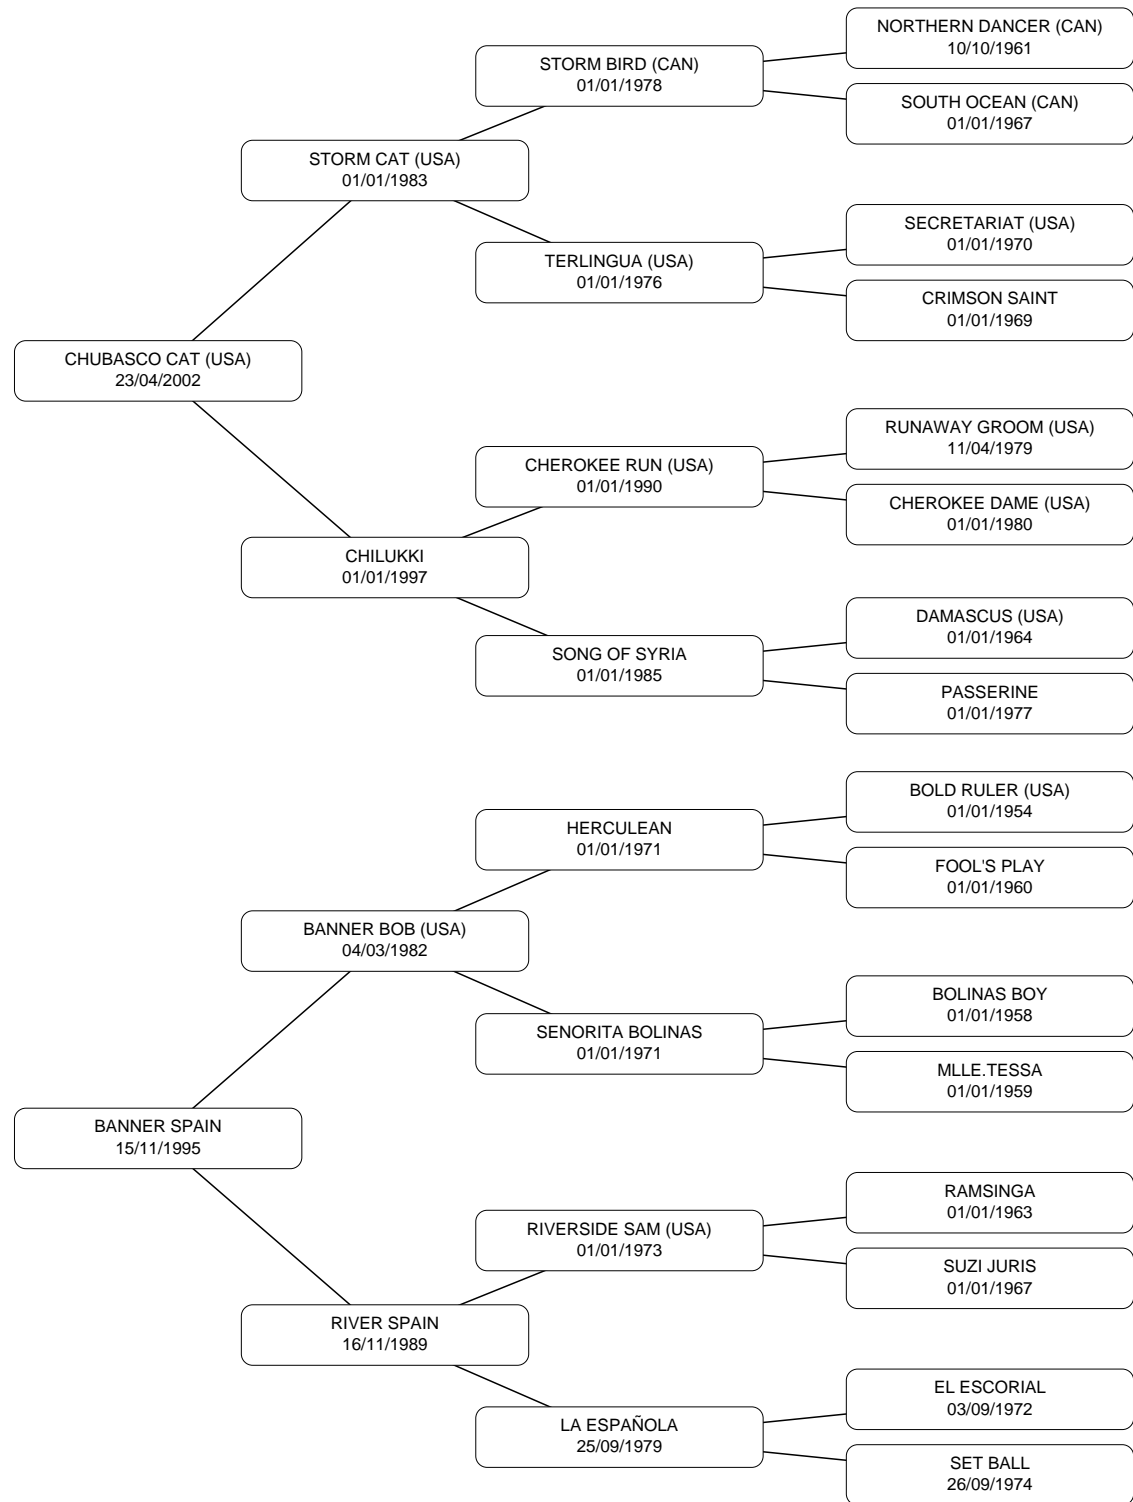 NORTHERN DANCER (CAN)
10/10/1961
STORM BIRD (CAN)
01/01/1978
SOUTH OCEAN (CAN)
01/01/1967
STORM CAT (USA)
01/01/1983
SECRETARIAT (USA)
01/01/1970
TERLINGUA (USA)
01/01/1976
CRIMSON SAINT
01/01/1969
CHUBASCO CAT (USA)
23/04/2002
RUNAWAY GROOM (USA)
11/04/1979
CHEROKEE RUN (USA)
01/01/1990
CHEROKEE DAME (USA)
01/01/1980
CHILUKKI
01/01/1997
DAMASCUS (USA)
01/01/1964
SONG OF SYRIA
01/01/1985
PASSERINE
01/01/1977
BOLD RULER (USA)
01/01/1954
HERCULEAN
01/01/1971
FOOL'S PLAY
01/01/1960
BANNER BOB (USA)
04/03/1982
BOLINAS BOY
01/01/1958
SENORITA BOLINAS
01/01/1971
MLLE.TESSA
01/01/1959
BANNER SPAIN
15/11/1995
RAMSINGA
01/01/1963
RIVERSIDE SAM (USA)
01/01/1973
SUZI JURIS
01/01/1967
RIVER SPAIN
16/11/1989
EL ESCORIAL
03/09/1972
LA ESPAÑOLA
25/09/1979
SET BALL
26/09/1974